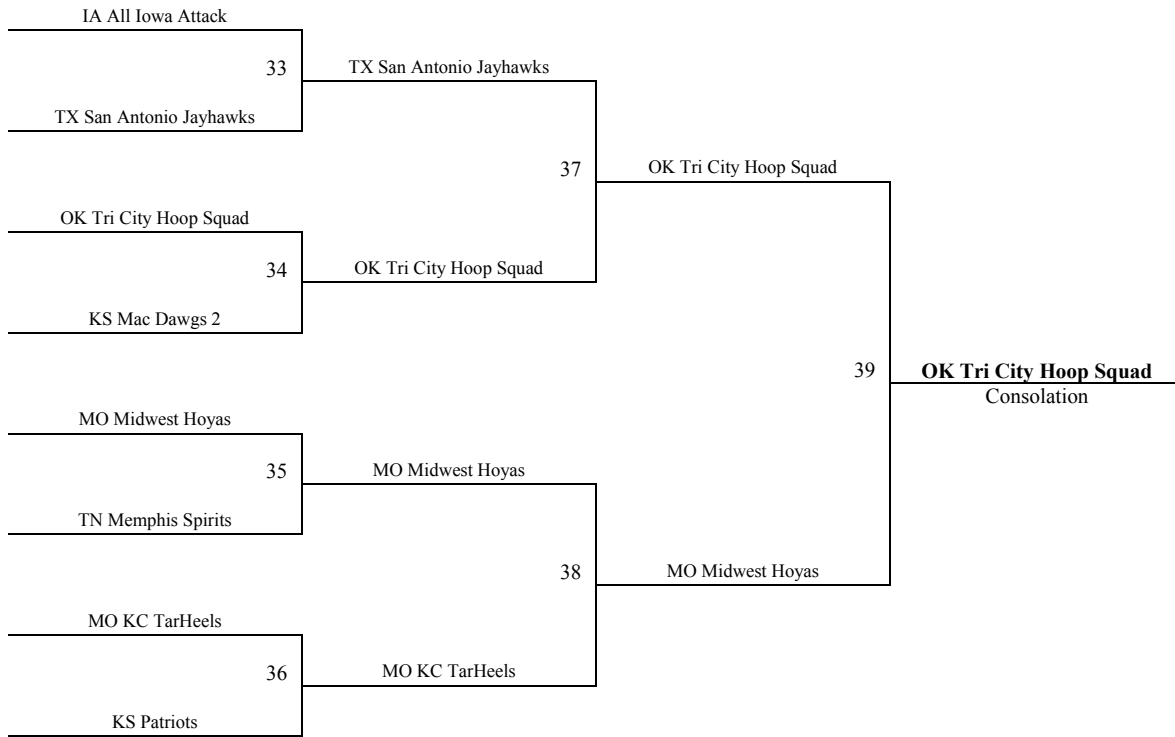 IA All Iowa Attack
33
TX San Antonio Jayhawks
TX San Antonio Jayhawks
37
OK Tri City Hoop Squad
OK Tri City Hoop Squad
34
OK Tri City Hoop Squad
KS Mac Dawgs 2
39
OK Tri City Hoop Squad
Consolation
MO Midwest Hoyas
35
MO Midwest Hoyas
TN Memphis Spirits
38
MO Midwest Hoyas
MO KC TarHeels
36
MO KC TarHeels
KS Patriots